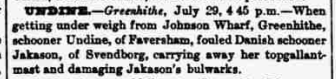 UNDINE.—Greenhithe, July 29, 4 45 p.m.—When
getting under weigh from Johnson Wharf, Greenhithe,
schooner Undine, of Faversham, fouled Danish schooner
Jakason, of Svendborg, carrying away her topgallant-
mast and damaging Jakason's bulwarks.